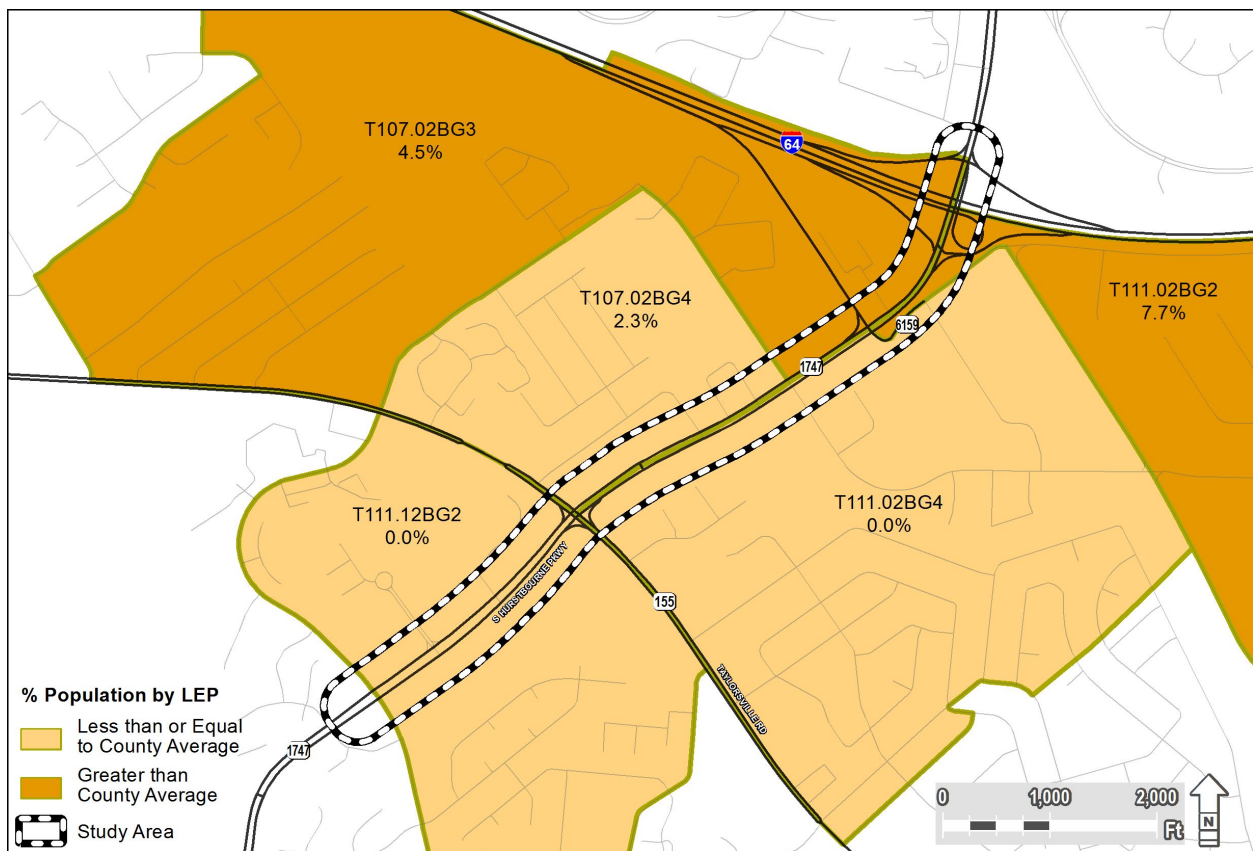 T107.02BG3
4.5%
64
T107.02BG4
2.3%
T111.02BG2
7.7%
6159
1747
T111.12BG2
0.0%
T111.02BG4
0.0%
S HURSTBOURNE PKWY
155
TAYLORSVILLE RD
1747
% Population by LEP
Less than or Equal
to County Average
Greater than
County Average
Study Area
0 1,000 2,000
Ft
N